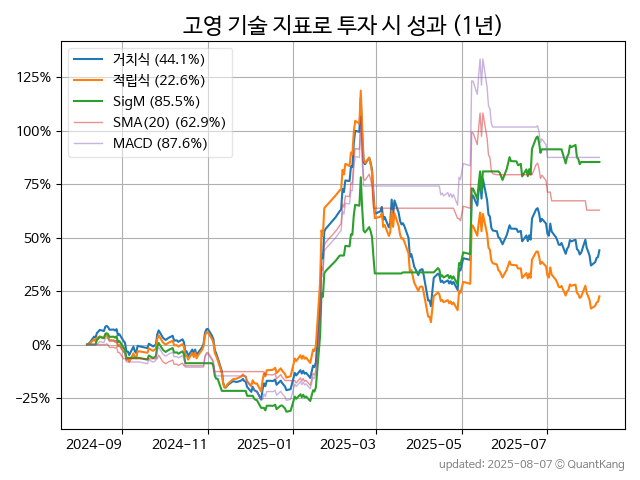 고영 기술 지표로 투자 시 성과 (1년)
거치식 (44.1%)
적립식 (22.6%)
SigM (85.5%)
SMA(20) (62.9%)
MACD (87.6%)
125%
100%
75%
50%
25%
0%
−25%
2024-09 2024-11 2025-01 2025-03 2025-05 2025-07
updated: 2025-08-07 © QuantKang